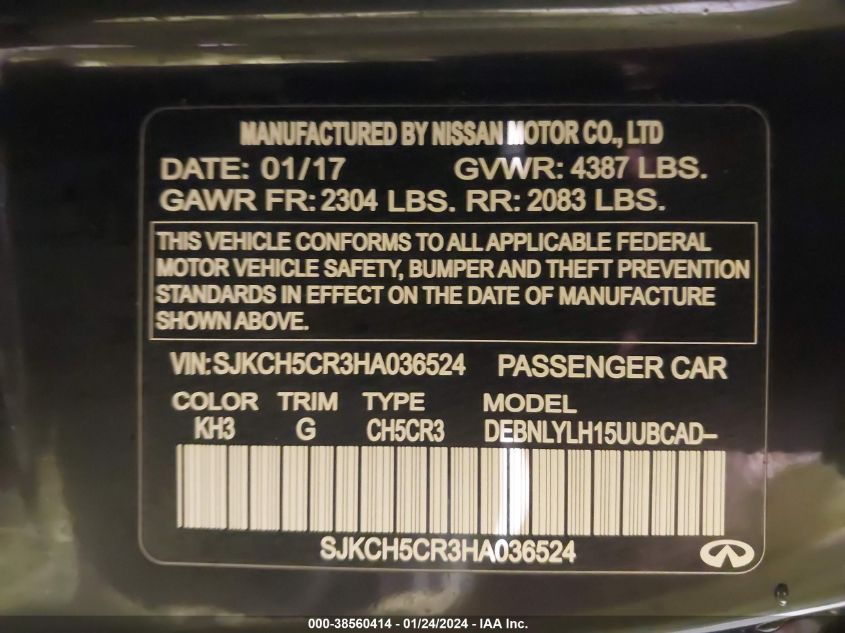 MANUFACTURED BY NISSAN MOTOR CO., LTD
DATE: 01/17 GVWR: 4387 LBS.
GAWR FR: 2304 LBS. RR: 2083 LBS.
THIS VEHICLE CONFORMS TO ALL APPLICABLE FEDERAL
MOTOR VEHICLE SAFETY, BUMPER AND THEFT PREVENTION
STANDARDS IN EFFECT ON THE DATE OF MANUFACTURE
SHOWN ABOVE.
VIN: SJKCH5CR3HA036524 PASSENGER CAR
COLOR TRIM TYPE MODEL
KH3 G CH5CR3 DEBNLYLH15UUBCAD-
SJKCH5CR3HA036524
000-38560414 - 01/24/2024 - IAA Inc.